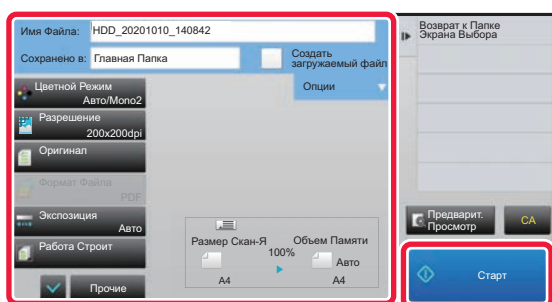 Имя Файла:
HDD_20201010_140842
Сохранено в:
Главная Папка
Создать
загружаемый файл
Опции
Цветной Режим
Авто/Mono2
Разрешение
200x200dpi
Оригинал
Формат Файла
PDF
Экспозиция
Авто
Работа Строит
Прочие
Размер Скан-Я
100%
Объем Памяти
Авто
A4
A4
Возврат к Папке
Экрана Выбора
Предварит.
Просмотр
CA
Старт